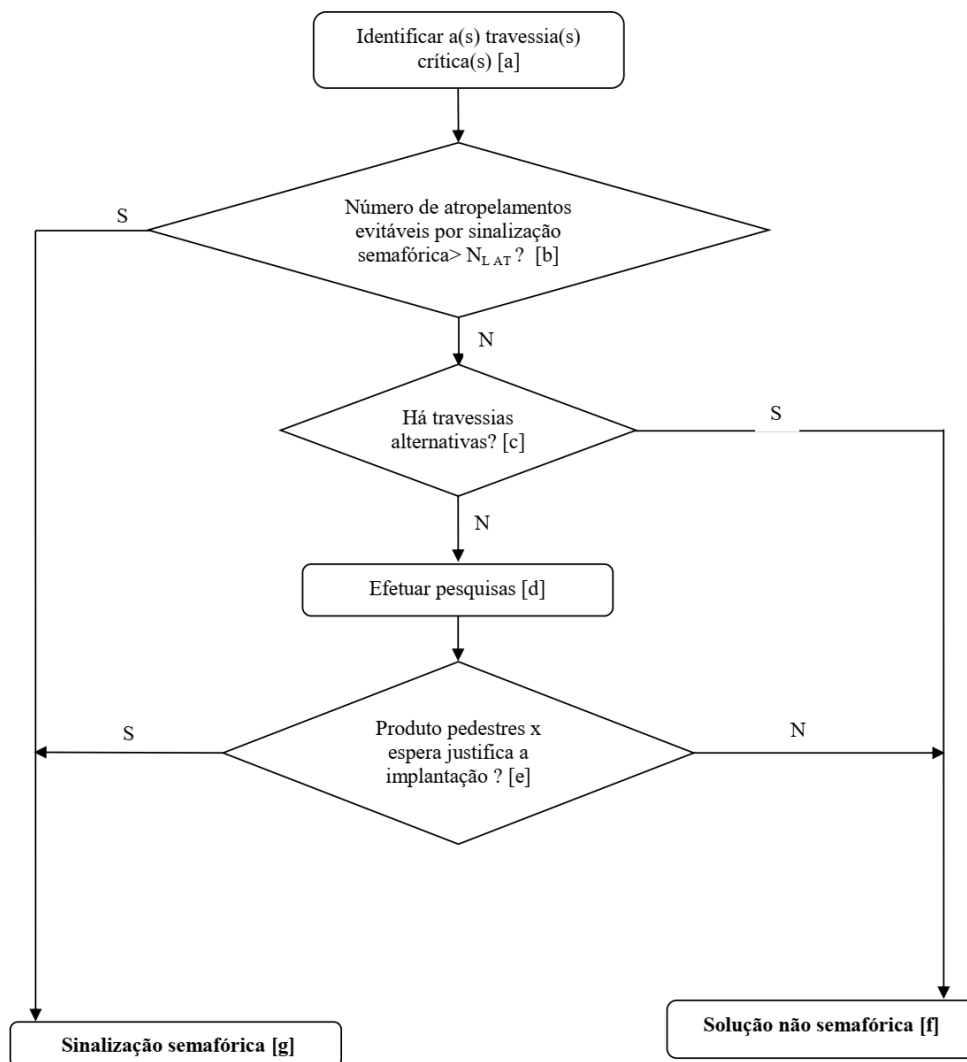 Identificar a(s) travessia(s)
crítica(s) [a]
S
Número de atropelamentos
evitáveis por sinalização
semafórica> NL AT ? [b]
N
Há travessias
alternativas? [c]
S
N
Efetuar pesquisas [d]
S
Produto pedestres x
espera justifica a
implantação ? [e]
N
Sinalização semafórica [g]
Solução não semafórica [f]